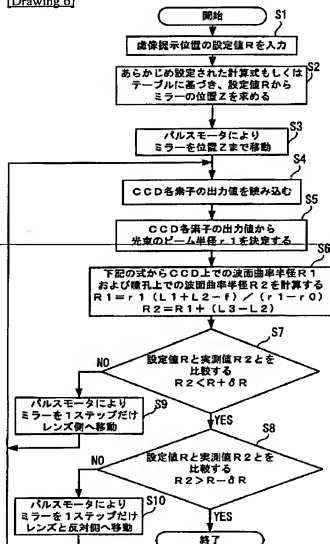 [Drawing 6]
開始
S1
虚像提示位置の設定値Rを入力
S2
あらかじめ設定された計算式もしくは
テーブルに基づき、設定値Rから
ミラーの位置Zを求める
S3
パルスモータにより
ミラーを位置Zまで移動
S4
CCD各素子の出力値を読み込む
S5
CCD各素子の出力値から
光束のビーム半径r1を決定する
S6
下記の式からCCD上での波面曲率半径R1
および瞳孔上での波面曲率半径R2を計算する
R1=r1(L1+L2-f)/(r1-r0)
R2=R1+(L3-L2)
S7
設定値Rと実測値R2とを
比較する
R2<R+δR
NO
YES
S9
パルスモータにより
ミラーを1ステップだけ
レンズ側へ移動
S8
設定値Rと実測値R2とを
比較する
R2>R-δR
NO
YES
S10
パルスモータにより
ミラーを1ステップだけ
レンズと反対側へ移動
終了